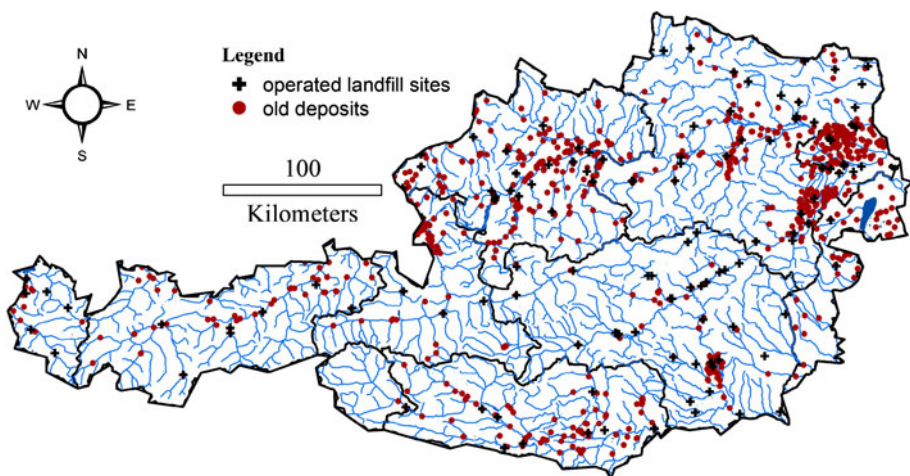 N
W E
S
Legend
operated landfill sites
old deposits
100
Kilometers